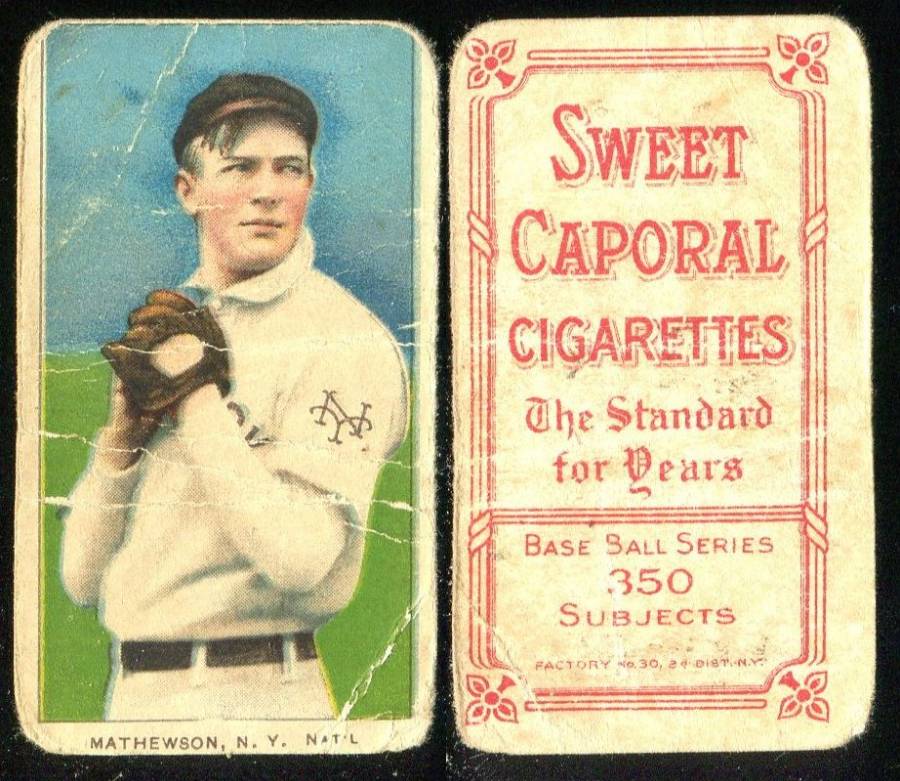 NY
MATHEWSON, N. Y. NAT'L
SWEET
CAPORAL
CIGARETTES
The Standard
for Years
BASE BALL SERIES
350
SUBJECTS
FACTORY No. 30, 2d DIST. N.Y.